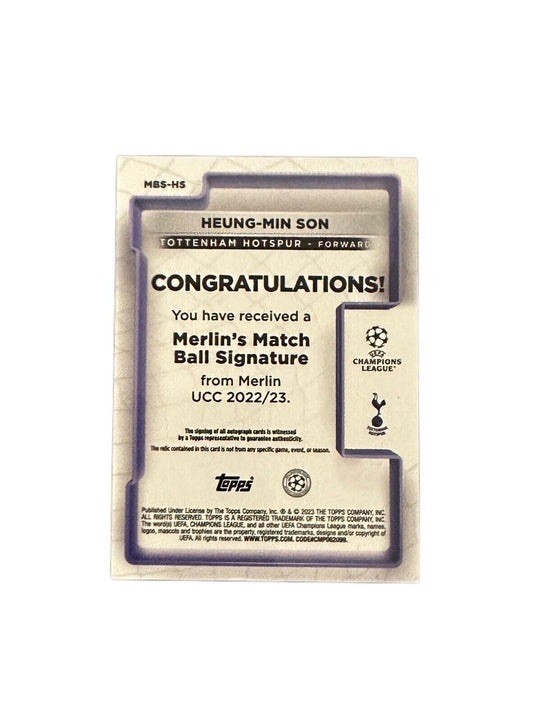 MBS-HS
HEUNG-MIN SON
TOTTENHAM HOTSPUR - FORWARD
CONGRATULATIONS!
You have received a
Merlin's Match
Ball Signature
from Merlin
UCC 2022/23.
UEFA
CHAMPIONS
LEAGUE
TOTTENHAM
HOTSPUR
The signing of all autograph cards is witnessed
by a Topps representative to guarantee authenticity.
The relic contained in this card is not from any specific game, event, or season.
Topps
Published Under License by The Topps Company, Inc. ® & © 2023 THE TOPPS COMPANY, INC.
ALL RIGHTS RESERVED. TOPPS IS A REGISTERED TRADEMARK OF THE TOPPS COMPANY, INC.
The word(s) UEFA, CHAMPIONS LEAGUE, and all other UEFA Champions League marks, names,
logos, mascots and trophies are the property, registered trademarks, designs and/or copyright of
UEFA. All rights reserved. WWW.TOPPS.COM. CODE#CMP062099.